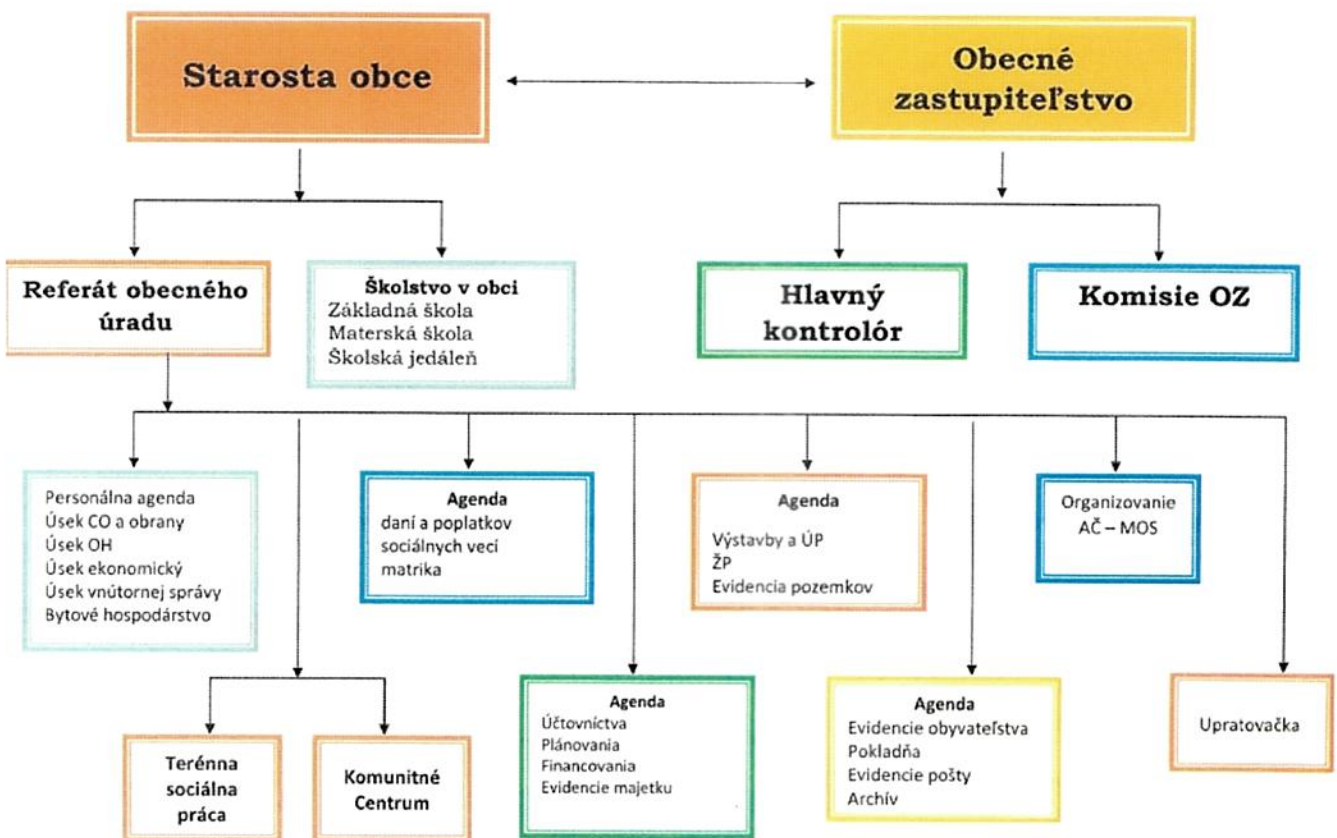 Starosta obce
Obecné
zastupiteľstvo
Referát obecného
úradu
Školstvo v obci
Základná škola
Materská škola
Školská jedáleň
Hlavný
kontrolór
Komisie OZ
Personálna agenda
Úsek CO a obrany
Úsek OH
Úsek ekonomický
Úsek vnútornej správy
Bytové hospodárstvo
Agenda
daní a poplatkov
sociálnych vecí
matrika
Agenda
Výstavby a ÚP
ŽP
Evidencia pozemkov
Organizovanie
AČ – MOS
Terénna
sociálna
práca
Komunitné
Centrum
Agenda
Účtovníctva
Plánovania
Financovania
Evidencie majetku
Agenda
Evidencie obyvateľstva
Pokladňa
Evidencie pošty
Archív
Upratovačka